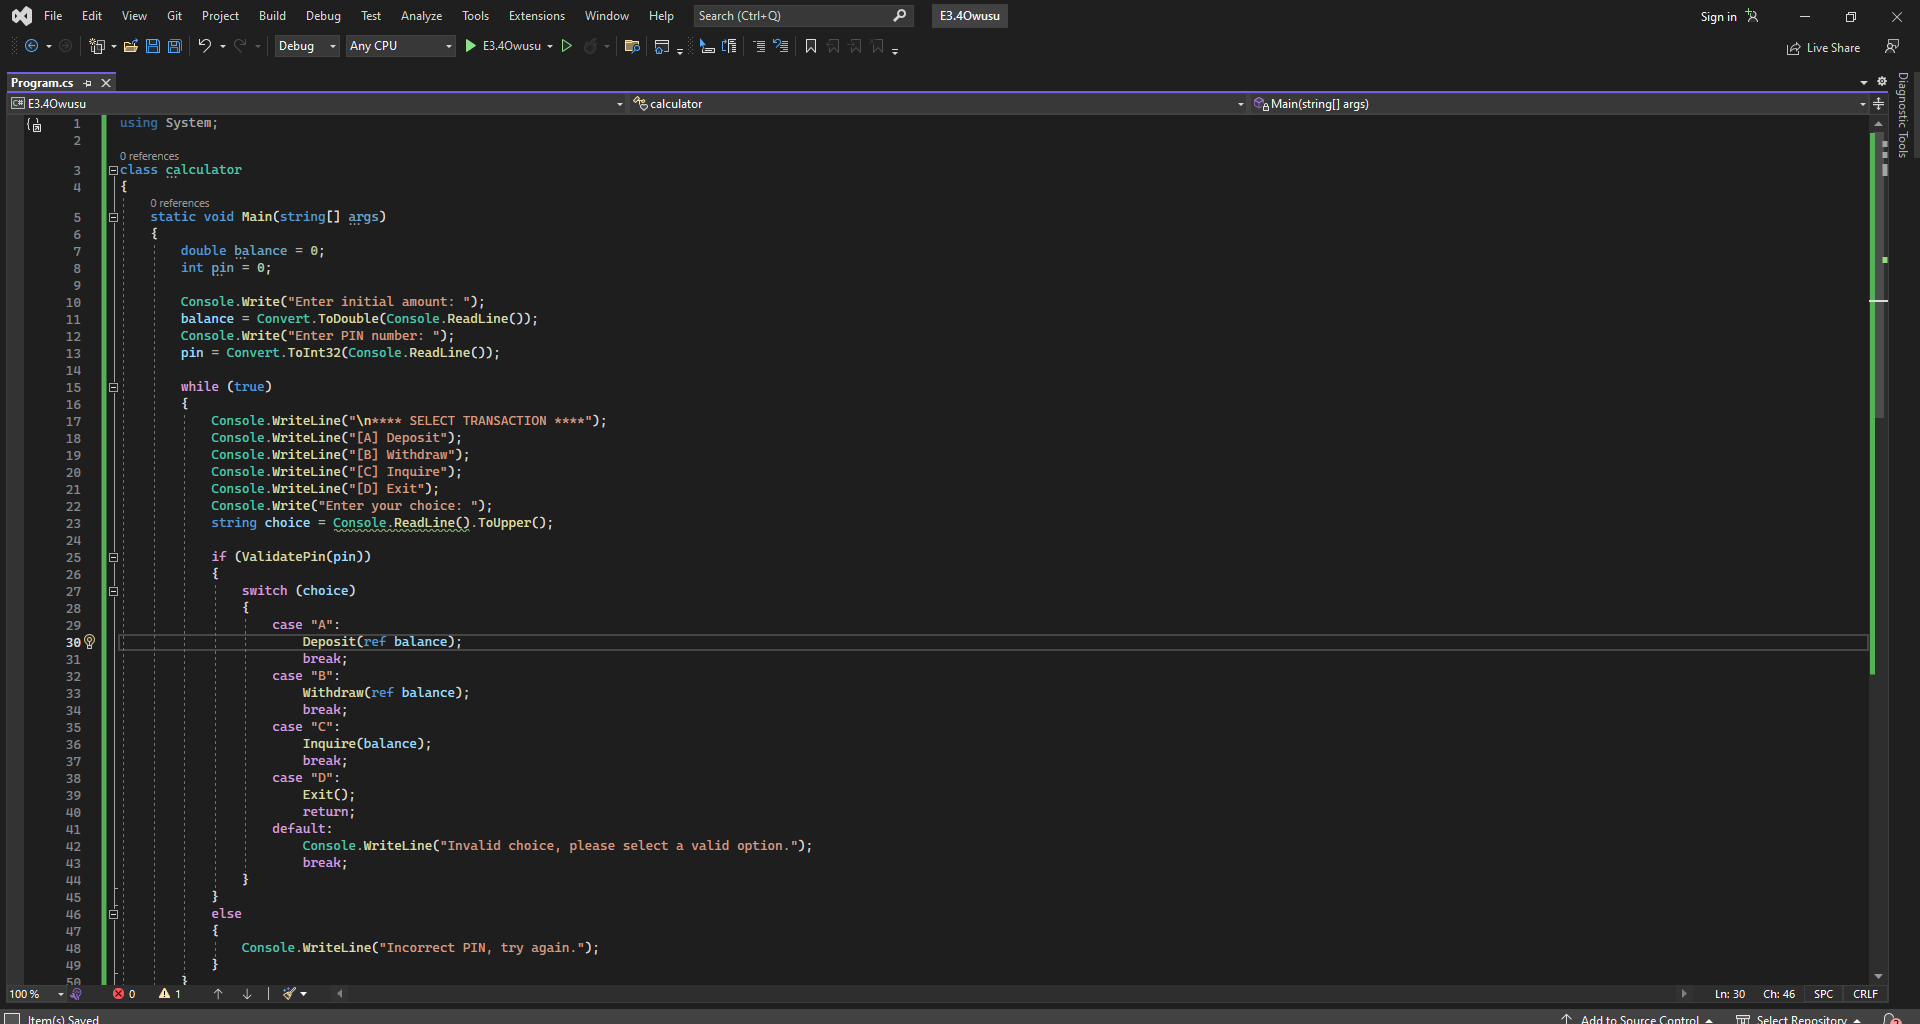 File Edit View Git Project Build Debug Test Analyze Tools Extensions Window Help Search (Ctrl+Q) E3.4Owusu Sign in
Debug Any CPU E3.4Owusu Live Share
Program.cs
C# E3.4Owusu calculator Main(string[] args)
Diagnostic Tools
1 using System;
2
0 references
3 class calculator
4 {
0 references
5 static void Main(string[] args)
6 {
7 double balance = 0;
8 int pin = 0;
9
10 Console.Write("Enter initial amount: ");
11 balance = Convert.ToDouble(Console.ReadLine());
12 Console.Write("Enter PIN number: ");
13 pin = Convert.ToInt32(Console.ReadLine());
14
15 while (true)
16 {
17 Console.WriteLine("\n**** SELECT TRANSACTION ****");
18 Console.WriteLine("[A] Deposit");
19 Console.WriteLine("[B] Withdraw");
20 Console.WriteLine("[C] Inquire");
21 Console.WriteLine("[D] Exit");
22 Console.Write("Enter your choice: ");
23 string choice = Console.ReadLine().ToUpper();
24
25 if (ValidatePin(pin))
26 {
27 switch (choice)
28 {
29 case "A":
30 Deposit(ref balance);
31 break;
32 case "B":
33 Withdraw(ref balance);
34 break;
35 case "C":
36 Inquire(balance);
37 break;
38 case "D":
39 Exit();
40 return;
41 default:
42 Console.WriteLine("Invalid choice, please select a valid option.");
43 break;
44 }
45 }
46 else
47 {
48 Console.WriteLine("Incorrect PIN, try again.");
49 }
50 }
100 % 0 1 Ln: 30 Ch: 46 SPC CRLF
Item(s) Saved Add to Source Control Select Repository